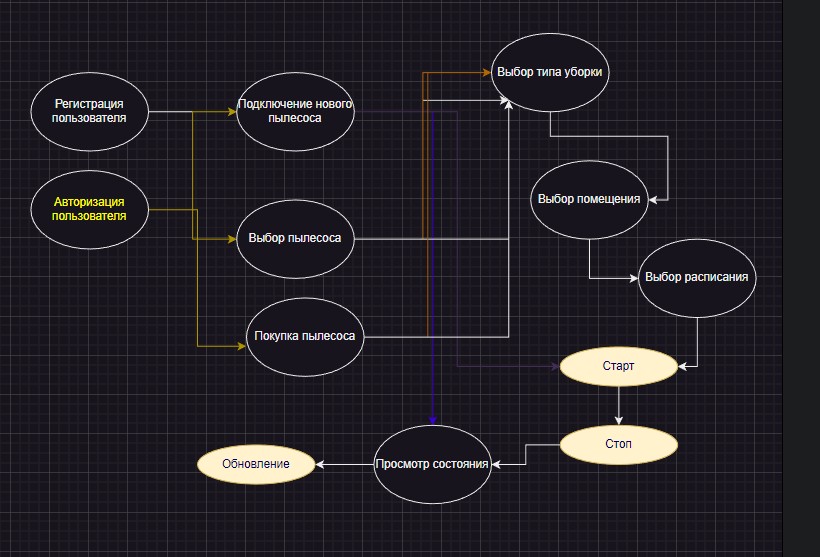 Регистрация
пользователя
Подключение нового
пылесоса
Выбор типа уборки
Авторизация
пользователя
Выбор помещения
Выбор пылесоса
Выбор расписания
Покупка пылесоса
Старт
Стоп
Просмотр состояния
Обновление